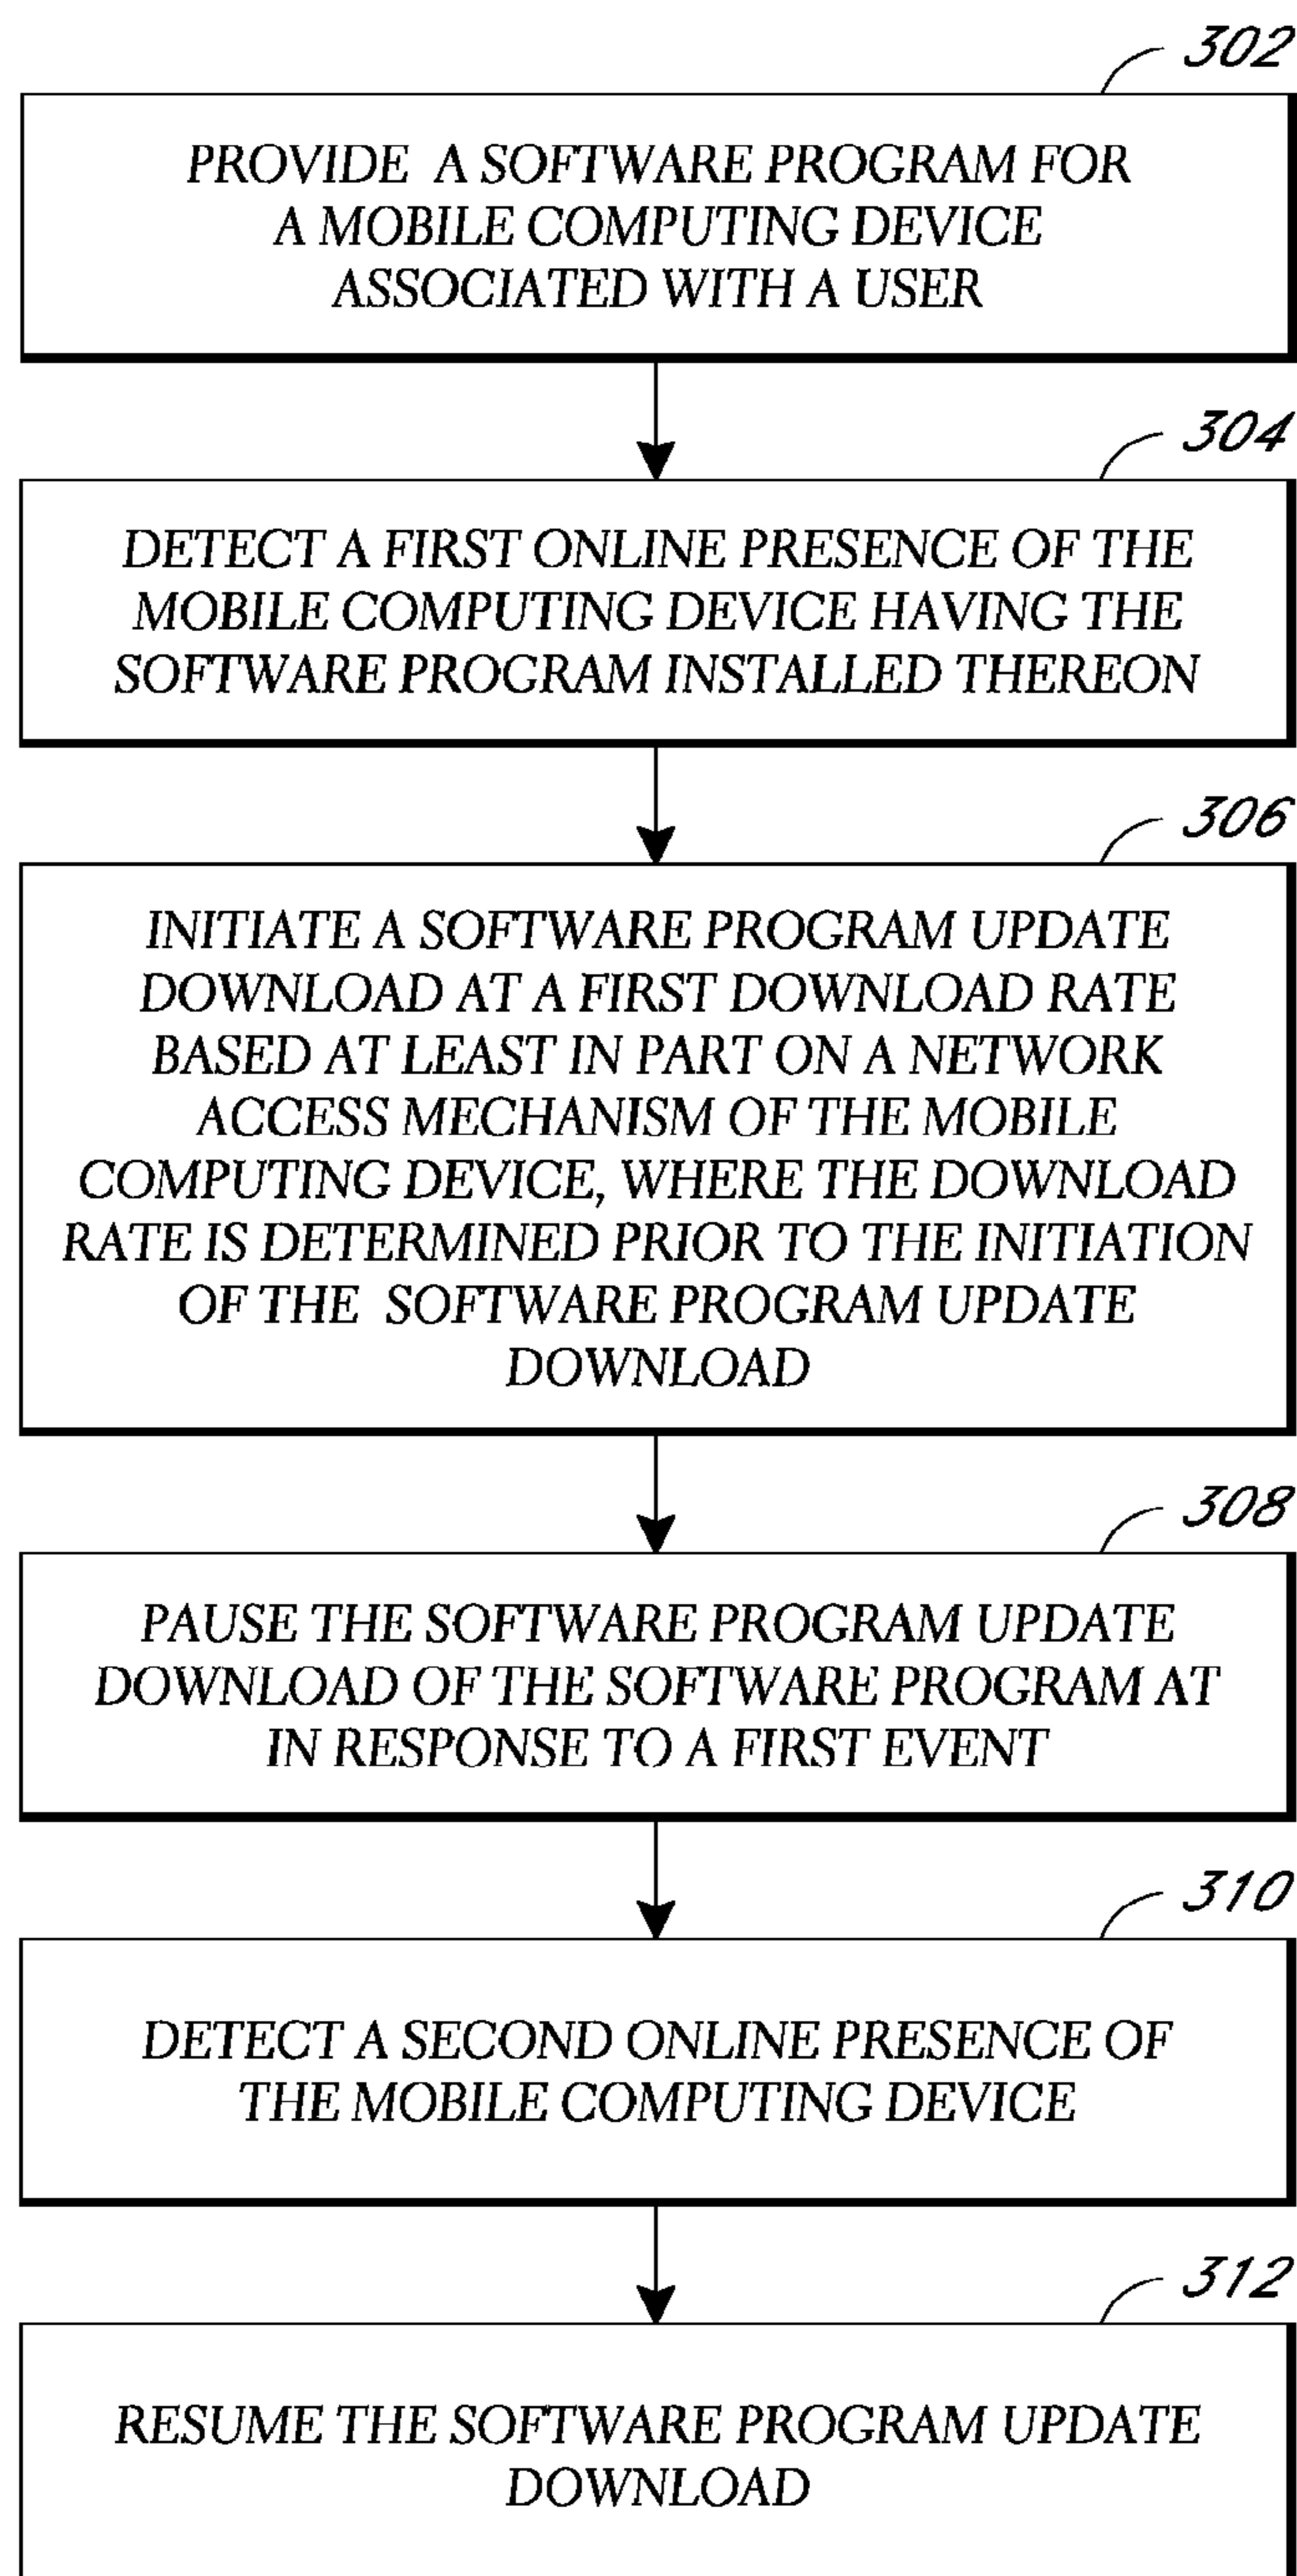 302
PROVIDE A SOFTWARE PROGRAM FOR
A MOBILE COMPUTING DEVICE
ASSOCIATED WITH A USER
304
DETECT A FIRST ONLINE PRESENCE OF THE
MOBILE COMPUTING DEVICE HAVING THE
SOFTWARE PROGRAM INSTALLED THEREON
306
INITIATE A SOFTWARE PROGRAM UPDATE
DOWNLOAD AT A FIRST DOWNLOAD RATE
BASED AT LEAST IN PART ON A NETWORK
ACCESS MECHANISM OF THE MOBILE
COMPUTING DEVICE, WHERE THE DOWNLOAD
RATE IS DETERMINED PRIOR TO THE INITIATION
OF THE SOFTWARE PROGRAM UPDATE
DOWNLOAD
308
PAUSE THE SOFTWARE PROGRAM UPDATE
DOWNLOAD OF THE SOFTWARE PROGRAM AT
IN RESPONSE TO A FIRST EVENT
310
DETECT A SECOND ONLINE PRESENCE OF
THE MOBILE COMPUTING DEVICE
312
RESUME THE SOFTWARE PROGRAM UPDATE
DOWNLOAD